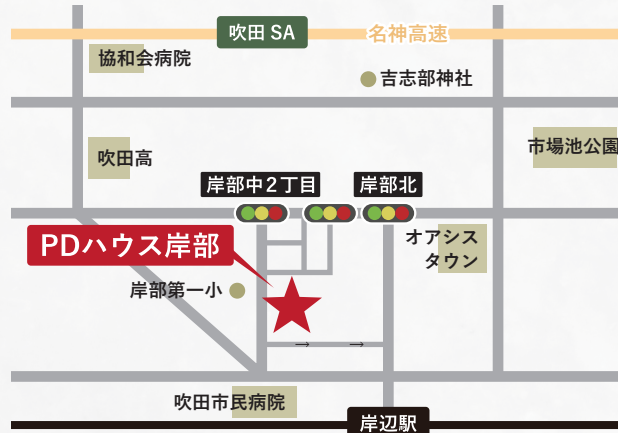 吹田 SA
名神高速
協和会病院
吉志部神社
吹田高
市場池公園
岸部中2丁目
岸部北
PDハウス岸部
オアシス
タウン
岸部第一小
→ →
吹田市民病院
岸辺駅